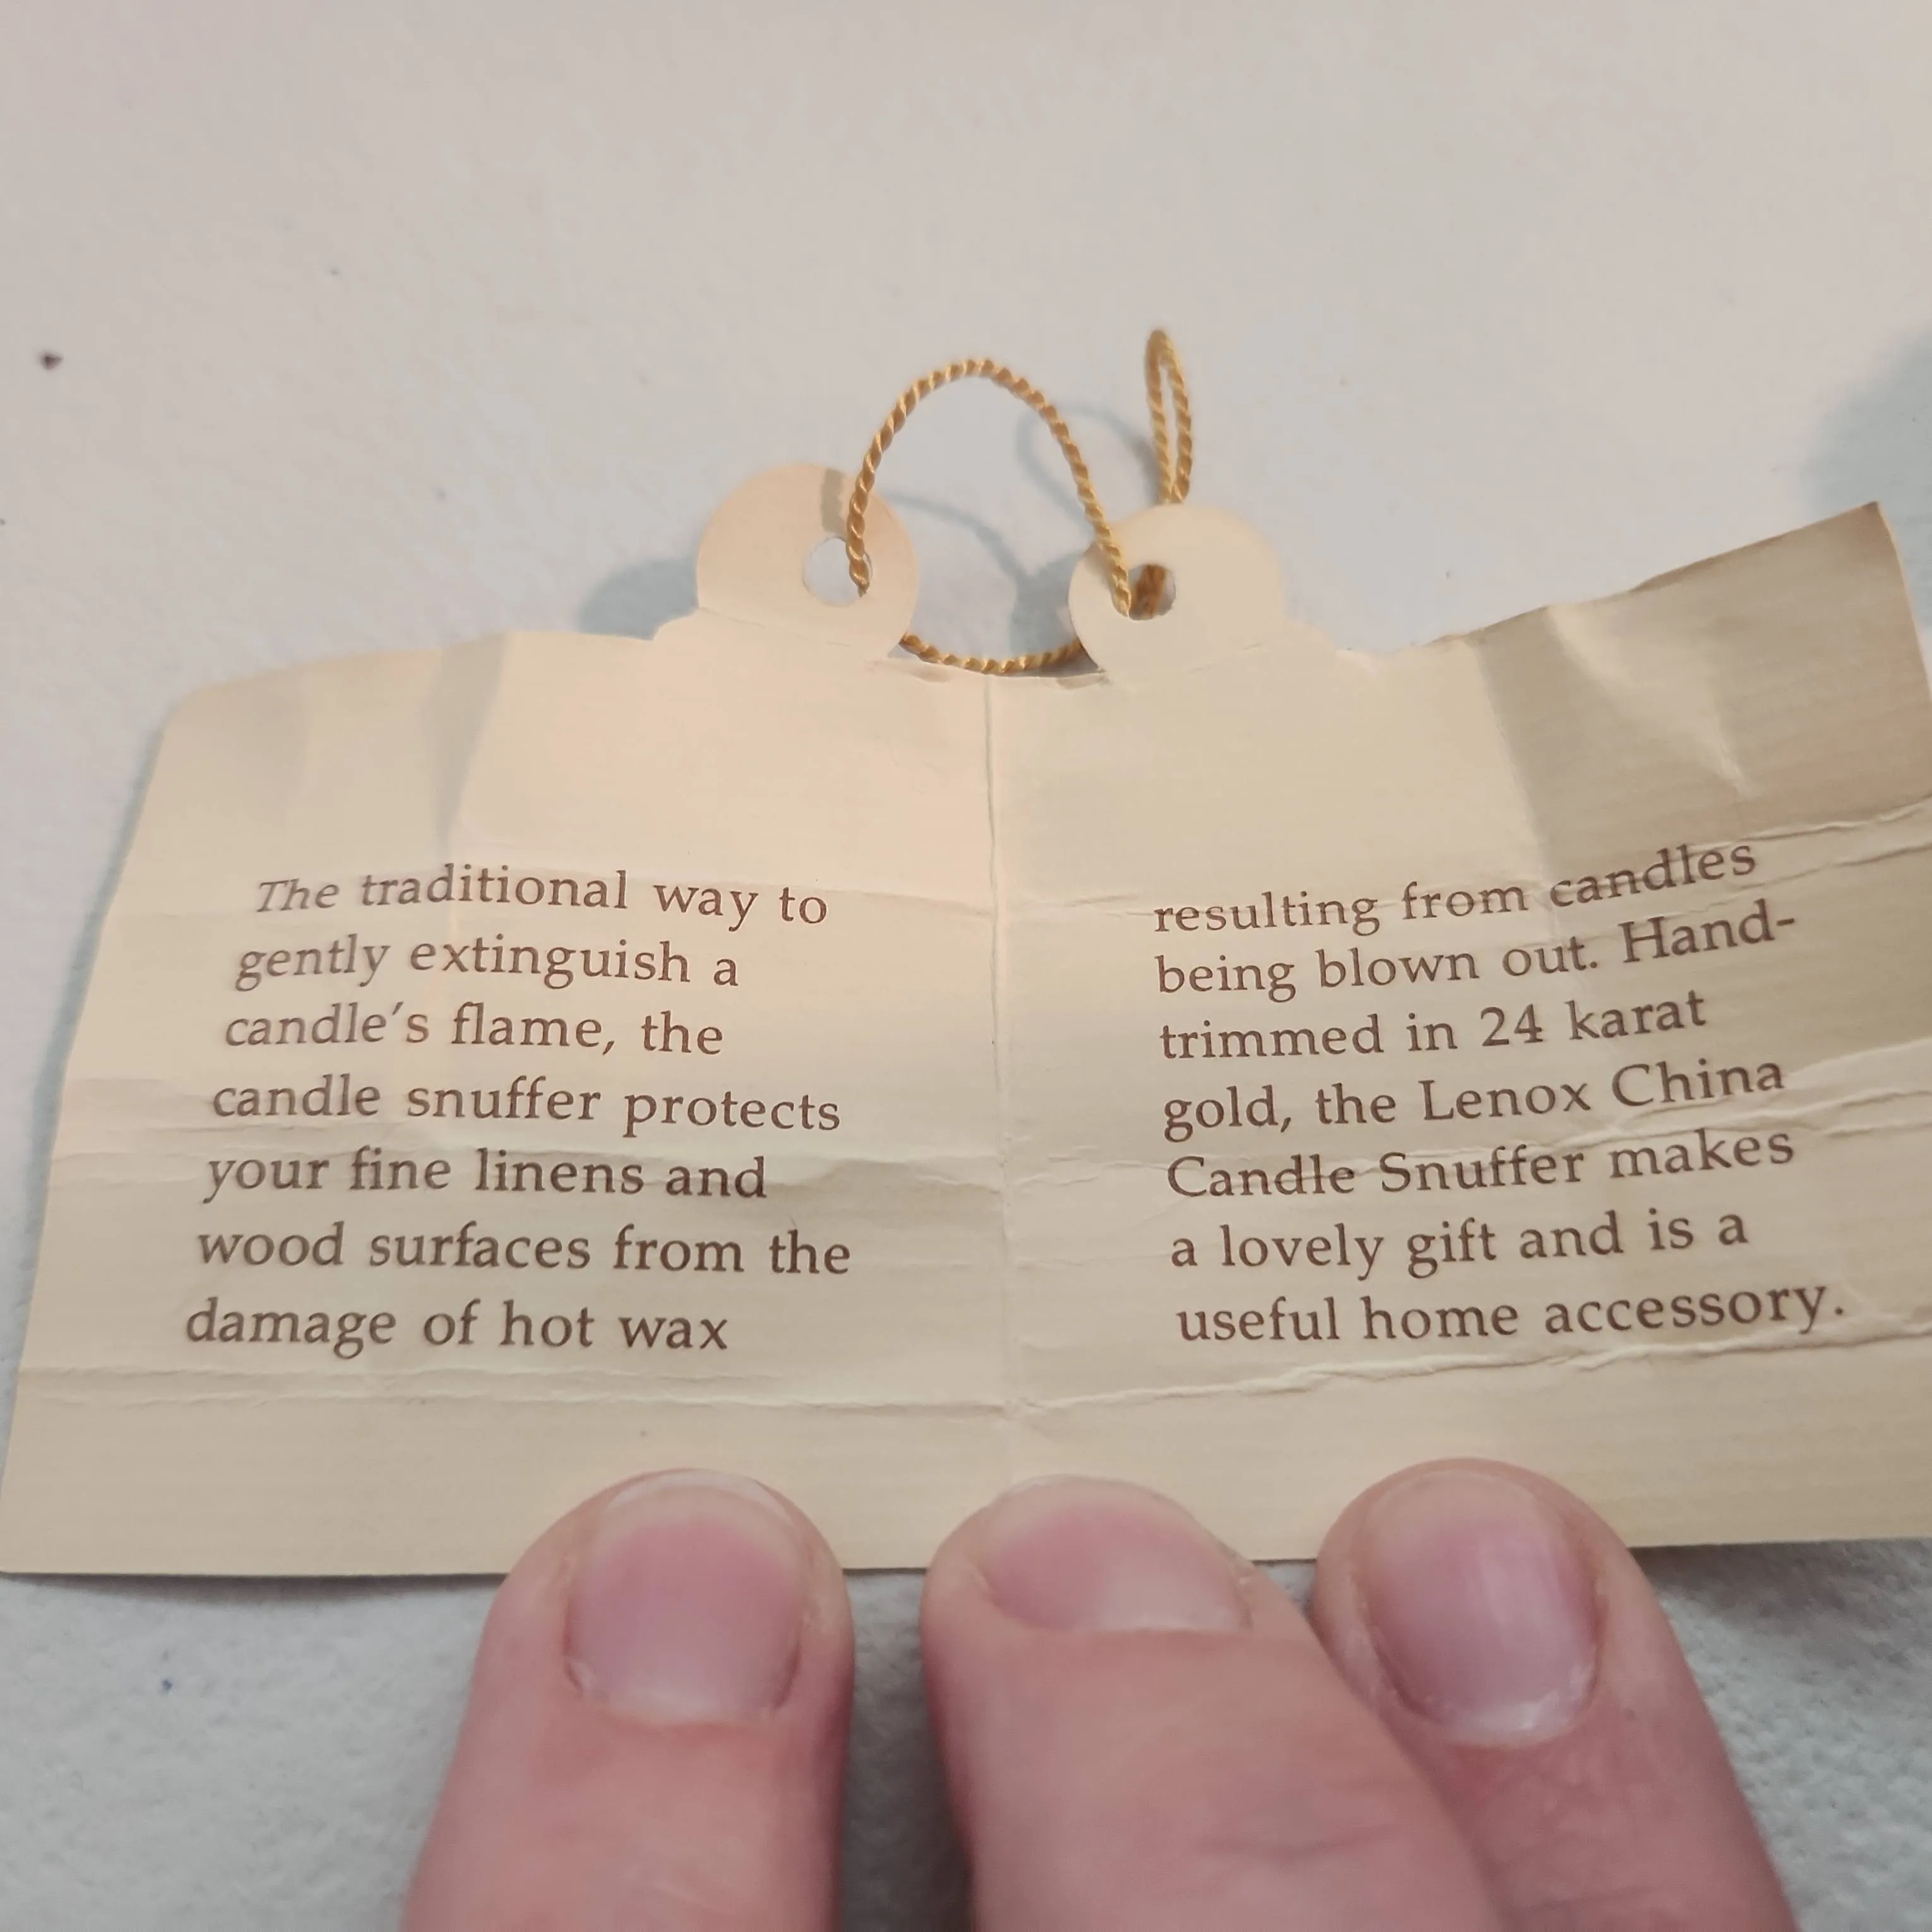 The traditional way to
gently extinguish a
candle's flame, the
candle snuffer protects
your fine linens and
wood surfaces from the
damage of hot wax
resulting from candles
being blown out. Hand-
trimmed in 24 karat
gold, the Lenox China
Candle Snuffer makes
a lovely gift and is a
useful home accessory.